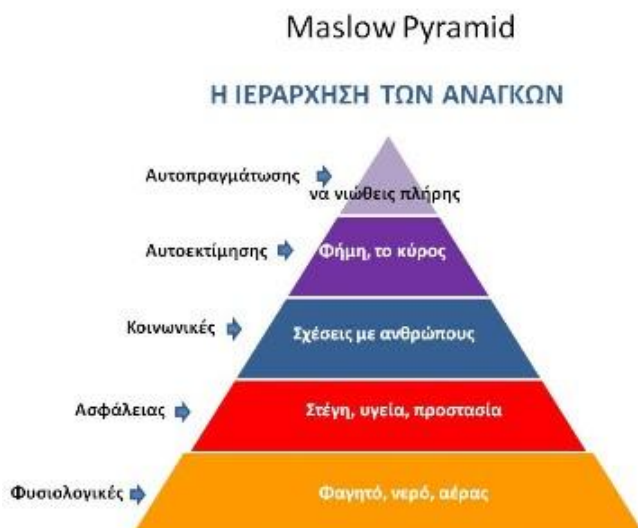 Maslow Pyramid
Η ΙΕΡΑΡΧΗΣΗ ΤΩΝ ΑΝΑΓΚΩΝ
Αυτοπραγμάτωσης
να νιώθεις πλήρης
Αυτοεκτίμησης
Φήμη, το κύρος
Κοινωνικές
Σχέσεις με ανθρώπους
Ασφάλειας
Στέγη, υγεία, προστασία
Φυσιολογικές
Φαγητό, νερό, αέρας